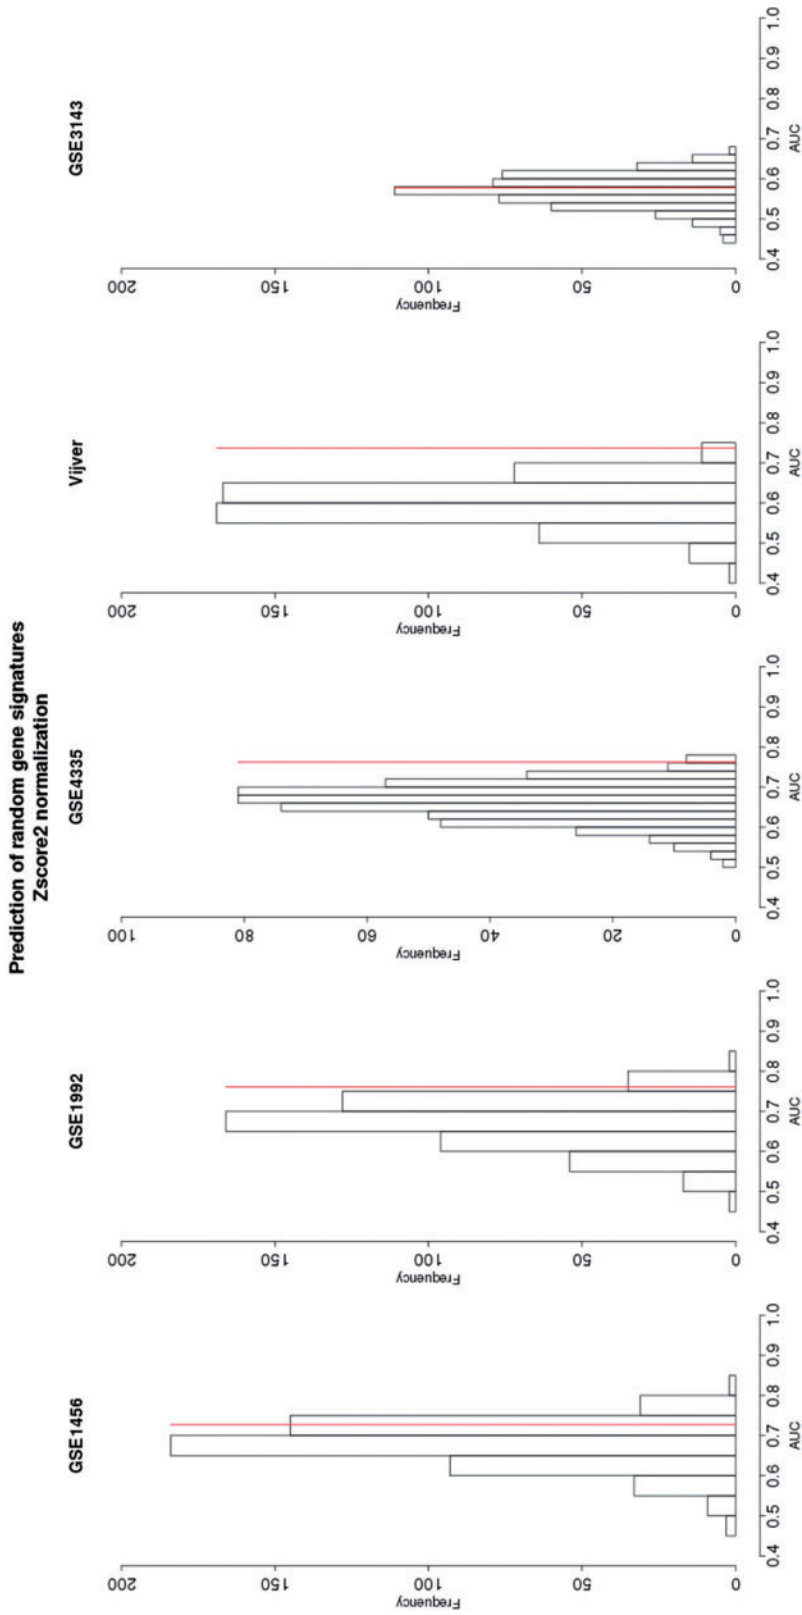 Prediction of random gene signatures
Zscore2 normalization
GSE1456
Frequency
0
50
100
150
200
0.4 0.5 0.6 0.7 0.8 0.9 1.0
AUC
GSE1992
Frequency
0
50
100
150
200
0.4 0.5 0.6 0.7 0.8 0.9 1.0
AUC
GSE4335
Frequency
0
20
40
60
80
100
0.4 0.5 0.6 0.7 0.8 0.9 1.0
AUC
Vijver
Frequency
0
50
100
150
200
0.4 0.5 0.6 0.7 0.8 0.9 1.0
AUC
GSE3143
Frequency
0
50
100
150
200
0.4 0.5 0.6 0.7 0.8 0.9 1.0
AUC